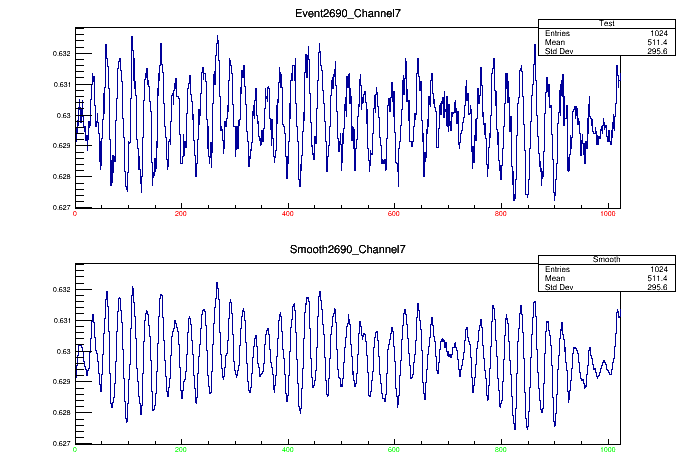 Event2690_Channel7
Test
Entries 1024
Mean 511.4
Std Dev 295.6
0.632
0.631
0.63
0.629
0.628
0.627
0 200 400 600 800 1000
Smooth2690_Channel7
Smooth
Entries 1024
Mean 511.4
Std Dev 295.6
0.632
0.631
0.63
0.629
0.628
0.627
0 200 400 600 800 1000